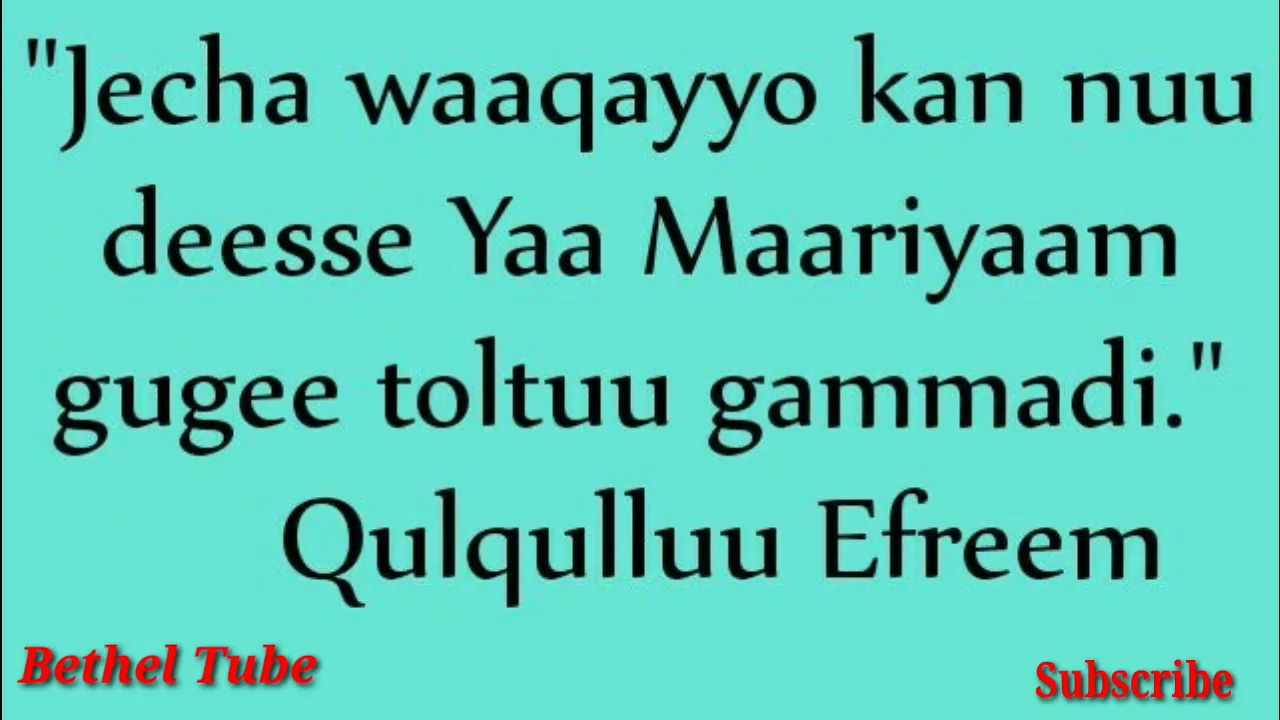 "Jecha waaqayyo kan nuu
deesse Yaa Maariyaam
gugee toltuu gammadi."
Qulqulluu Efreem
Bethel Tube
Subscribe